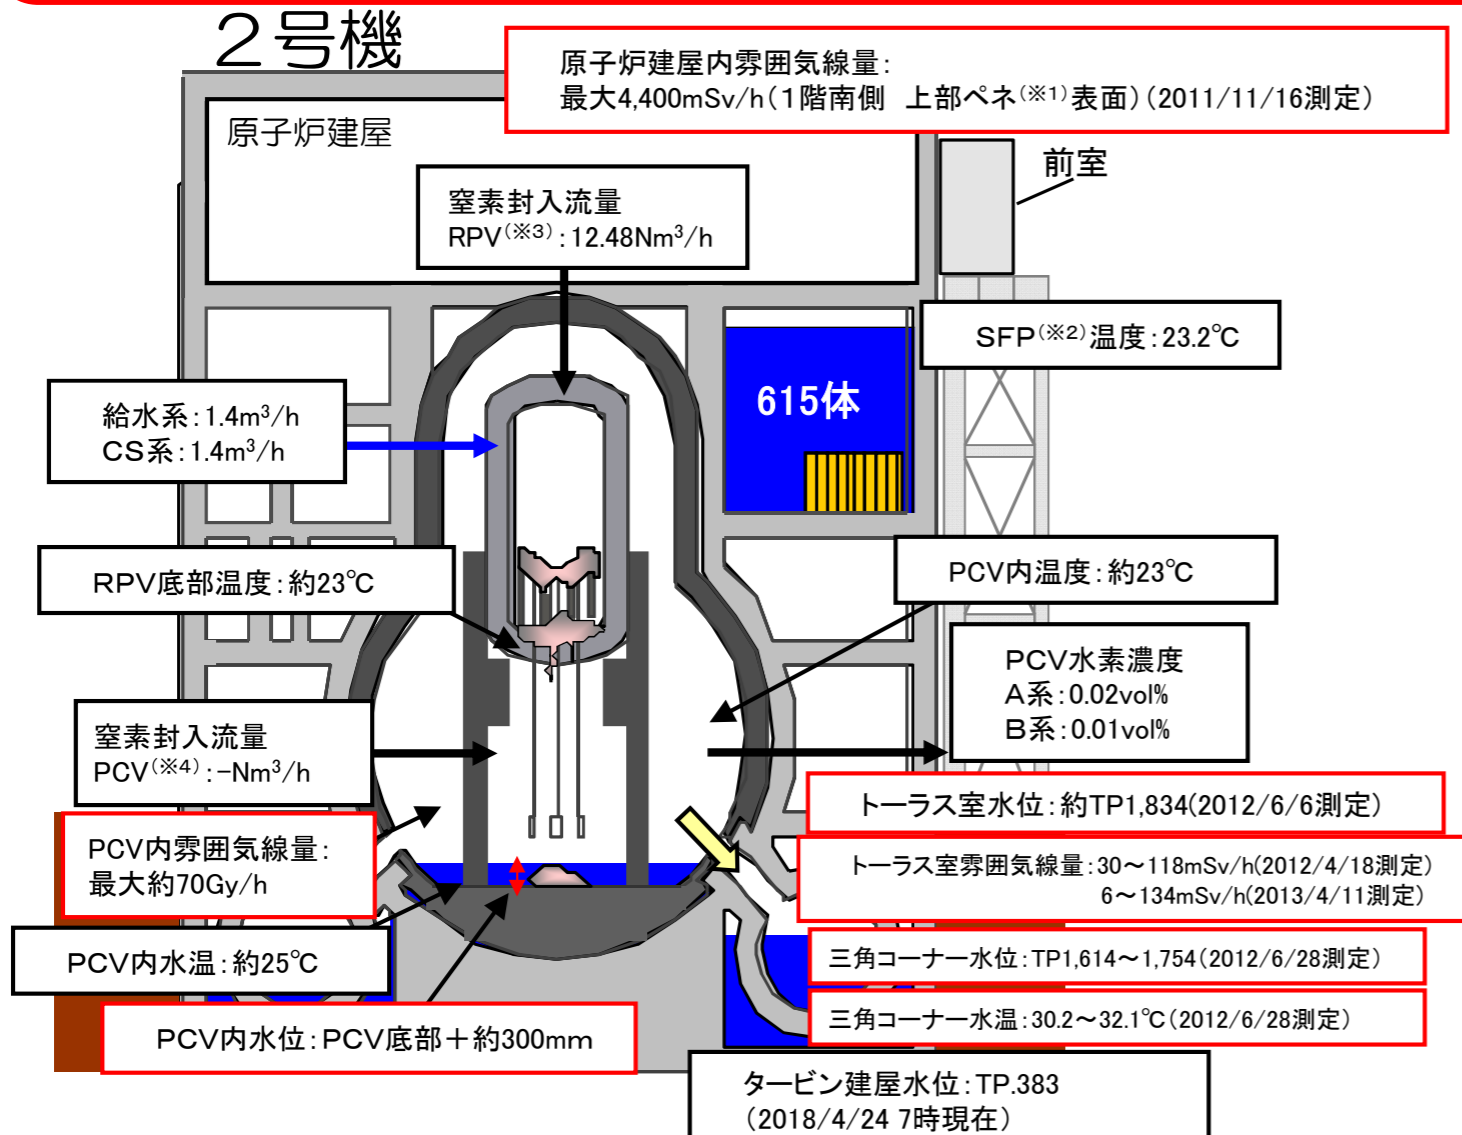 2号機
原子炉建屋内雰囲気線量:
最大4,400mSv/h(1階南側 上部ペネ(※1)表面)(2011/11/16測定)
原子炉建屋
前室
窒素封入流量
RPV(※3):12.48Nm³/h
SFP(※2)温度:23.2℃
615体
給水系:1.4m³/h
CS系:1.4m³/h
RPV底部温度:約23℃
PCV内温度:約23℃
PCV水素濃度
A系:0.02vol%
B系:0.01vol%
窒素封入流量
PCV(※4):-Nm³/h
トーラス室水位:約TP1,834(2012/6/6測定)
PCV内雰囲気線量:
最大約70Gy/h
トーラス室雰囲気線量:30~118mSv/h(2012/4/18測定)
6~134mSv/h(2013/4/11測定)
PCV内水温:約25℃
三角コーナー水位:TP1,614~1,754(2012/6/28測定)
三角コーナー水温:30.2~32.1℃(2012/6/28測定)
PCV内水位:PCV底部+約300mm
タービン建屋水位:TP.383
(2018/4/24 7時現在)